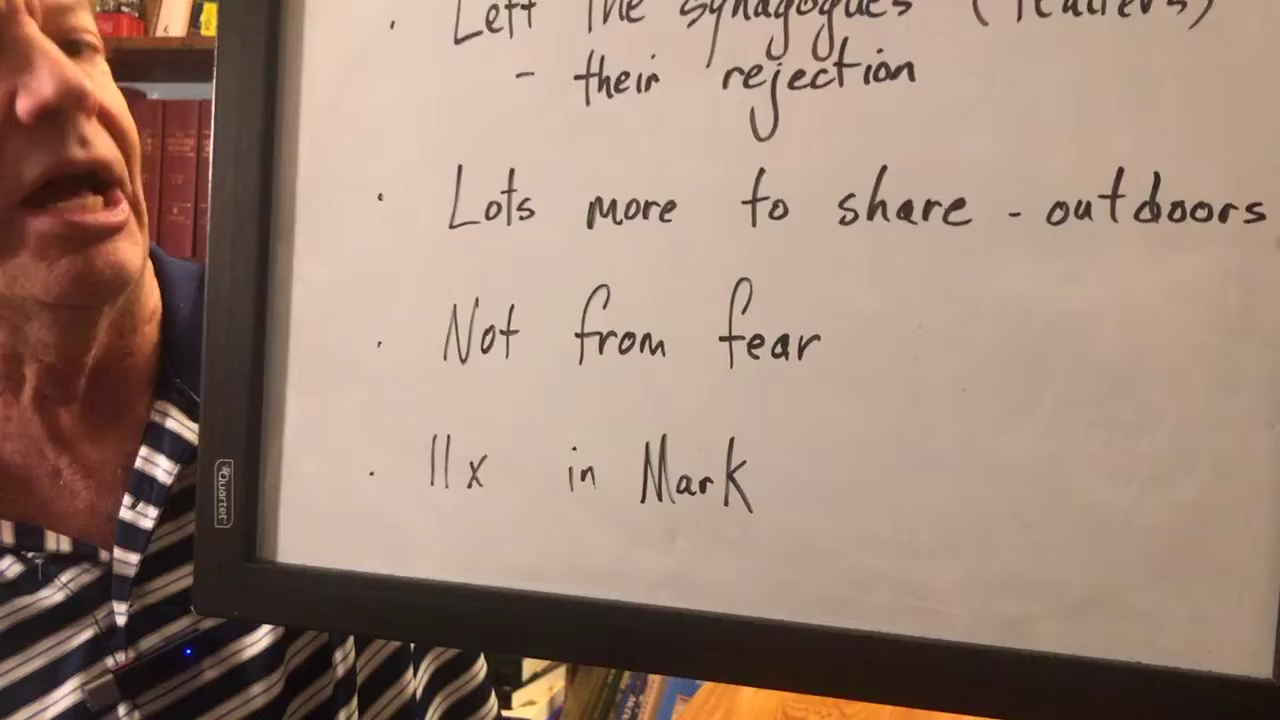 • Left the synagogues (
- their rejection
• Lots more to share - outdoors
• Not from fear
• 11x in Mark
Quartet